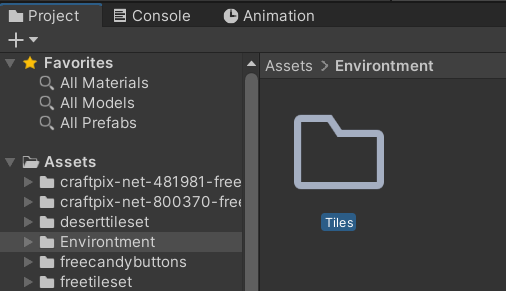 Project Console Animation
Favorites
All Materials
All Models
All Prefabs
Assets
craftpix-net-481981-free
craftpix-net-800370-free
deserttileset
Environtment
freecandybuttons
freetileset
Assets > Environtment
Tiles